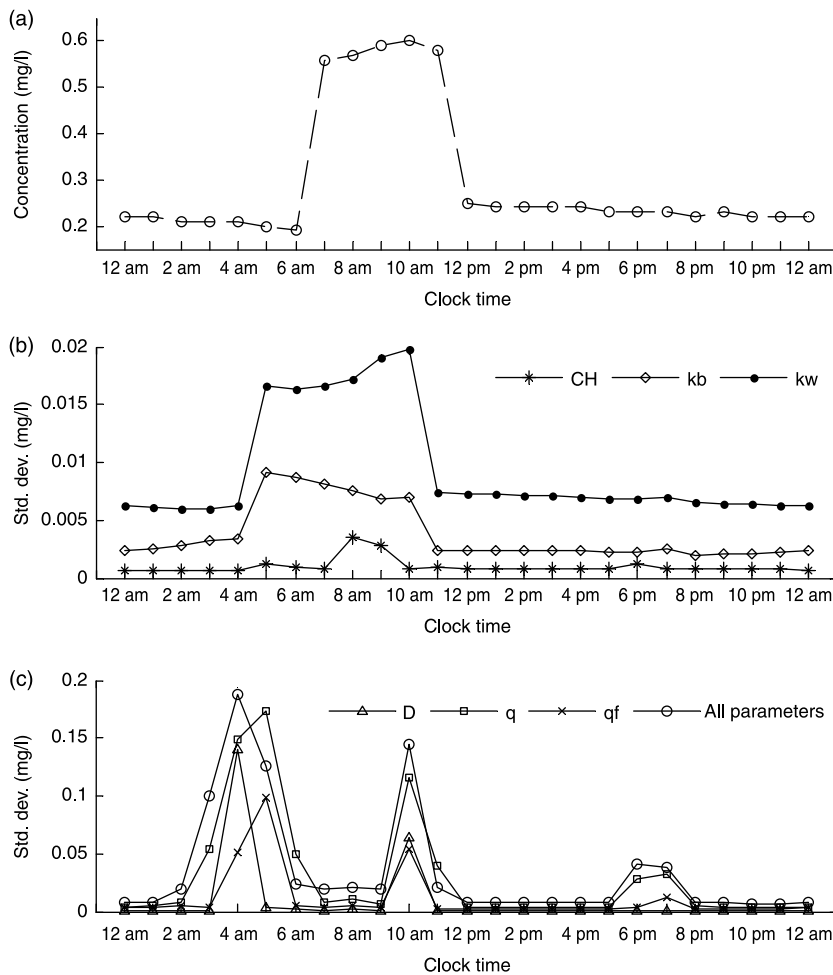 (a)
Concentration (mg/l)
0.6
0.5
0.4
0.3
0.2
12 am 2 am 4 am 6 am 8 am 10 am 12 pm 2 pm 4 pm 6 pm 8 pm 10 pm 12 am
Clock time
(b)
Std. dev. (mg/l)
0.02
0.015
0.01
0.005
0
CH kb kw
12 am 2 am 4 am 6 am 8 am 10 am 12 pm 2 pm 4 pm 6 pm 8 pm 10 pm 12 am
Clock time
(c)
Std. dev. (mg/l)
0.2
0.15
0.1
0.05
0
D q qf All parameters
12 am 2 am 4 am 6 am 8 am 10 am 12 pm 2 pm 4 pm 6 pm 8 pm 10 pm 12 am
Clock time